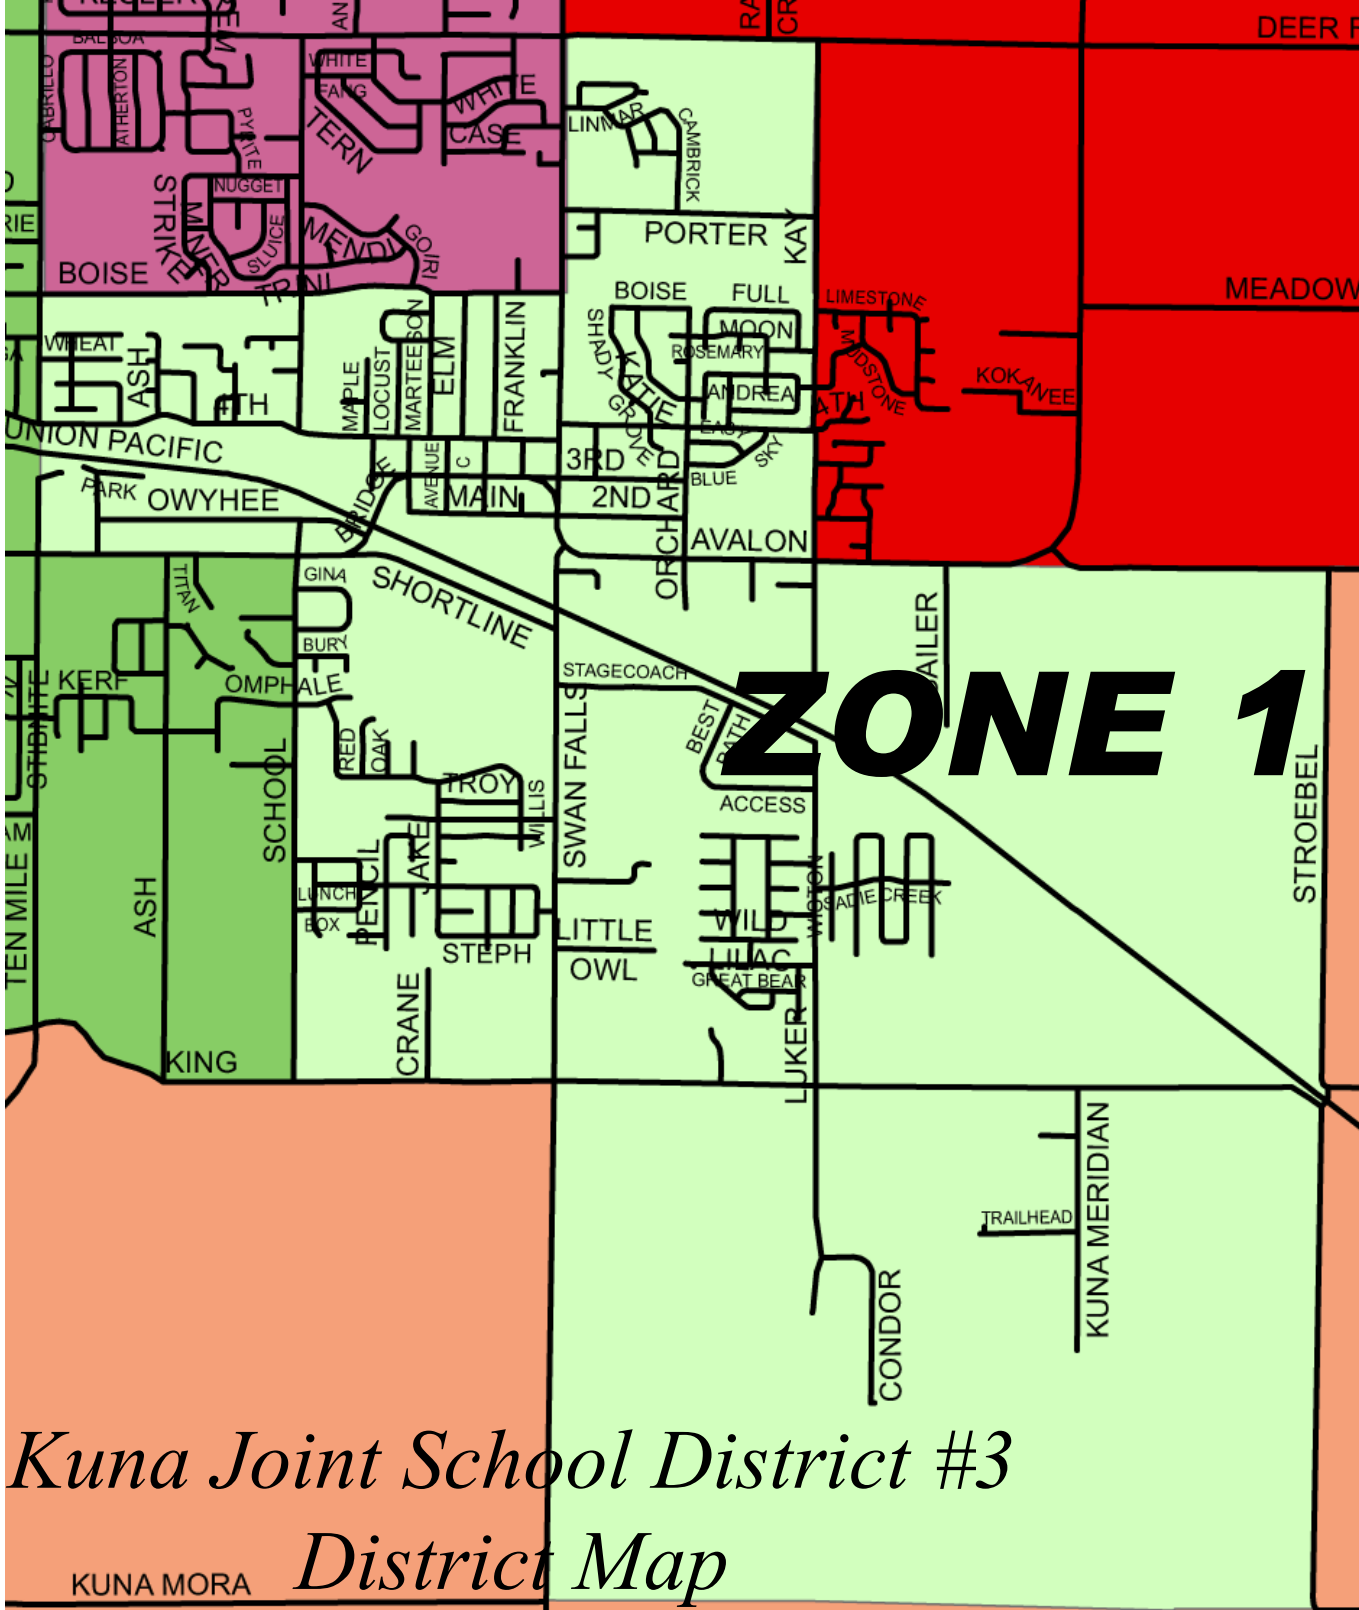 DEER
BALBOA
CABRILLO
ATHERTON
PYRITE
WHITE
FANG
TERN
WHITE
CASE
LINMAR
CAMBRICK
STRIKE
NUGGET
MINER
SLUICE
MENDI
GOIRI
TRINI
BOISE
PORTER
KAY
MEADOW
BOISE
FULL
MOON
LIMESTONE
MUDSTONE
KOKANEE
SHADY
GROVE
KATIE
ROSEMARY
ANDREA
EASY
BLUE
SKY
4TH
WHEAT
ASH
4TH
MAPLE
LOCUST
MARTEESON
ELM
FRANKLIN
UNION PACIFIC
PARK
OWYHEE
BRIDGE
AVENUE
C
MAIN
3RD
2ND
ORCHARD
AVALON
TITAN
GINA
BURY
SHORTLINE
STAGECOACH
ZONE 1
KERF
STIBNITE
OMPHALE
RED
OAK
SCHOOL
TROY
WILLIS
SWAN FALLS
BEST
PATH
ACCESS
STROEBEL
TEN MILE
ASH
LUNCH
BOX
PENCIL
JAKE
STEPH
LITTLE
OWL
WILD
LILAC
GREAT BEAR
SADIE CREEK
KING
CRANE
LUKER
TRAILHEAD
KUNA MERIDIAN
CONDOR
Kuna Joint School District #3
District Map
KUNA MORA